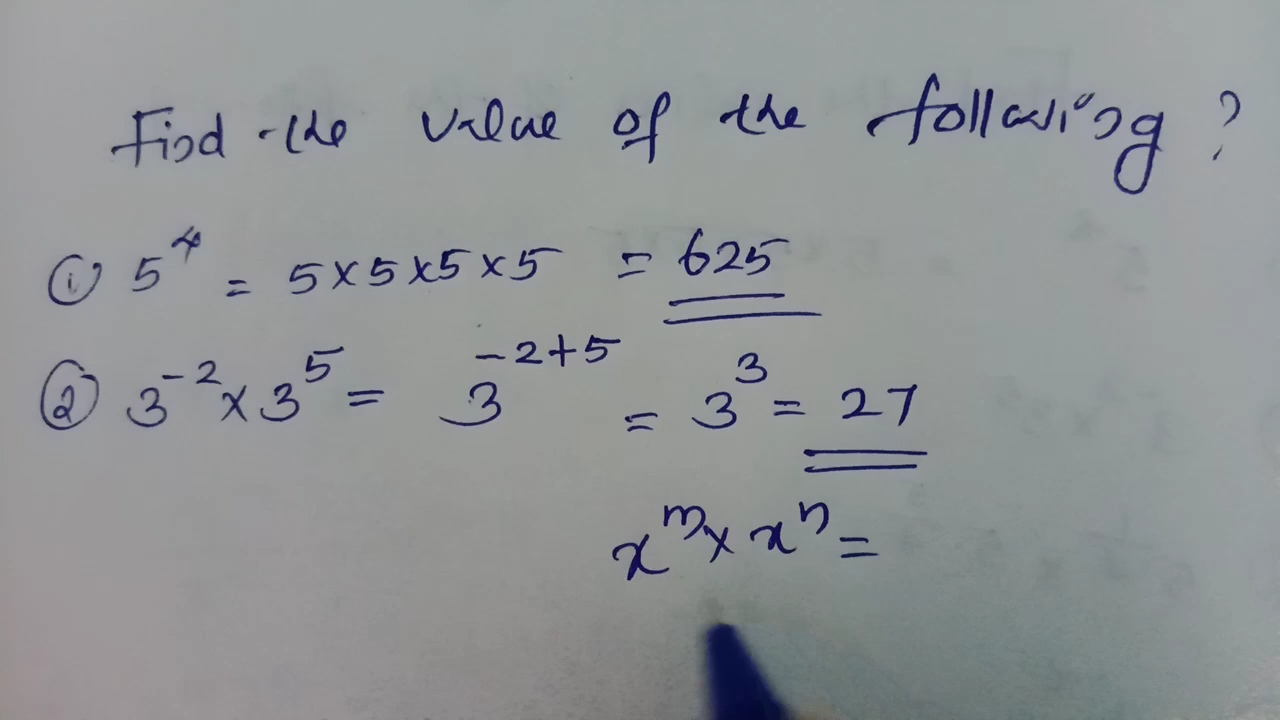 Find the value of the following ?
① 5⁴ = 5×5×5×5 = 625
② 3⁻²×3⁵ = 3⁻²⁺⁵ = 3³ = 27
xᵐ × xⁿ =